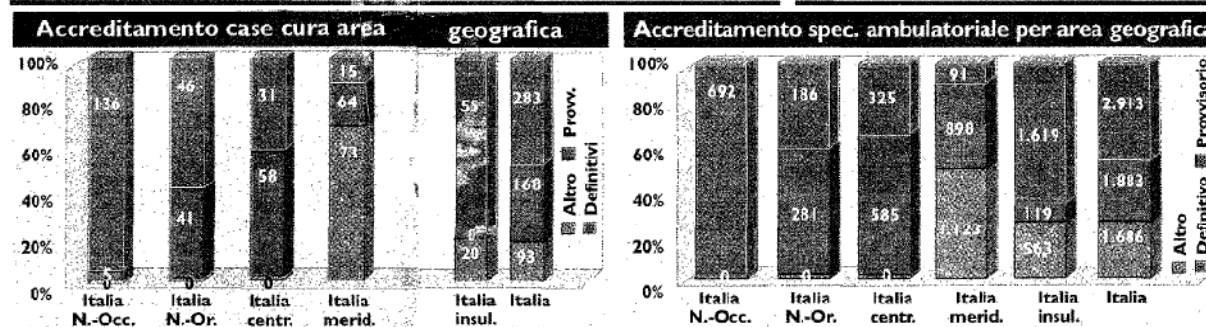 Accreditamento case cura area geografica
100%
80%
60%
40%
20%
0%
136
5
46
41
0
31
58
0
15
64
73
55
20
283
160
93
Italia N.-Occ.
Italia N.-Or.
Italia centr.
Italia merid.
Italia insul.
Italia
Altro
Definitivi
Provv.
Accreditamento spec. ambulatoriale per area geografica
100%
80%
60%
40%
20%
0%
692
0
186
281
0
325
585
0
91
898
1.123
1.619
119
563
2.913
1.883
1.686
Italia N.-Occ.
Italia N.-Or.
Italia centr.
Italia merid.
Italia insul.
Italia
Altro
Definitivo
Provvisorio